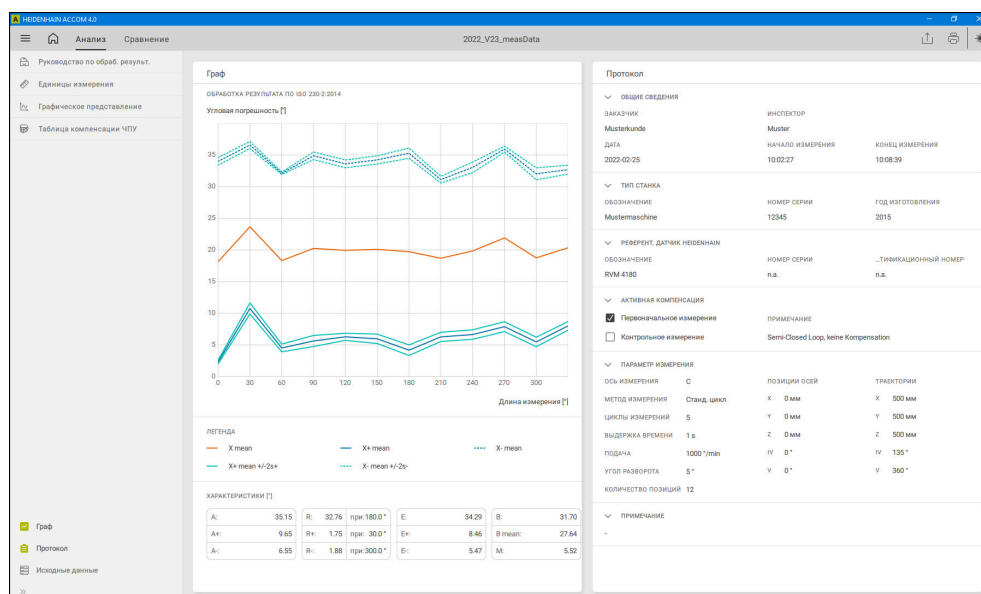 HEIDENHAIN ACCOM 4.0
Анализ Сравнение 2022_V23_measData
Руководство по обраб. результ.
Единицы измерения
Графическое представление
Таблица компенсации ЧПУ
Граф
Протокол
Исходные данные
Граф
ОБРАБОТКА РЕЗУЛЬТАТА ПО ISO 230-2:2014
Угловая погрешность ["]
35
30
25
20
15
10
5
0
0 30 60 90 120 150 180 210 240 270 300
Длина измерения [°]
ЛЕГЕНДА
X mean X+ mean X- mean
X+ mean +/-2s+ X- mean +/-2s-
ХАРАКТЕРИСТИКИ ["]
A: 35.15 R: 32.76 при: 180.0 ° E: 34.29 B: 31.70
A+: 9.65 R+: 1.75 при: 30.0 ° E+: 8.46 B mean: 27.64
A-: 6.55 R-: 1.88 при: 300.0 ° E-: 5.47 M: 5.52
Протокол
ОБЩИЕ СВЕДЕНИЯ
ЗАКАЗЧИК ИНСПЕКТОР
Musterkunde Muster
ДАТА НАЧАЛО ИЗМЕРЕНИЯ КОНЕЦ ИЗМЕРЕНИЯ
2022-02-25 10:02:27 10:08:39
ТИП СТАНКА
ОБОЗНАЧЕНИЕ НОМЕР СЕРИИ ГОД ИЗГОТОВЛЕНИЯ
Mustermaschine 12345 2015
РЕФЕРЕНТ. ДАТЧИК HEIDENHAIN
ОБОЗНАЧЕНИЕ НОМЕР СЕРИИ ...ТИФИКАЦИОННЫЙ НОМЕР
RVM 4180 n.a. n.a.
АКТИВНАЯ КОМПЕНСАЦИЯ
Первоначальное измерение ПРИМЕЧАНИЕ
Контрольное измерение Semi-Closed Loop, keine Kompensation
ПАРАМЕТР ИЗМЕРЕНИЯ
ОСЬ ИЗМЕРЕНИЯ C ПОЗИЦИИ ОСЕЙ ТРАЕКТОРИИ
МЕТОД ИЗМЕРЕНИЯ Станд. цикл X 0 мм X 500 мм
ЦИКЛЫ ИЗМЕРЕНИЙ 5 Y 0 мм Y 500 мм
ВЫДЕРЖКА ВРЕМЕНИ 1 s Z 0 мм Z 500 мм
ПОДАЧА 1000 °/min IV 0 ° IV 135 °
УГОЛ РАЗВОРОТА 5 ° V 0 ° V 360 °
КОЛИЧЕСТВО ПОЗИЦИЙ 12
ПРИМЕЧАНИЕ
-